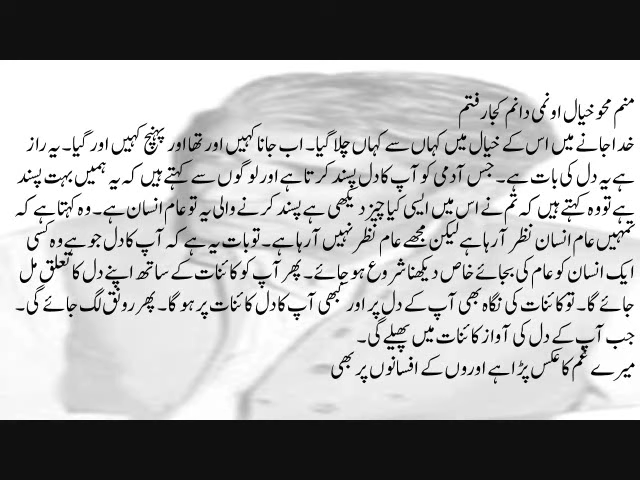 منم محو خیال او نمی دانم کجا رفتم
خدا جانے میں اس کے خیال میں کہاں سے کہاں چلا گیا۔ اب جانا کہیں اور تھا اور پہنچ کہیں اور گیا۔ یہ راز
ہے یہ دل کی بات ہے۔ جس آدمی کو آپ کا دل پسند کرتا ہے اور لوگوں سے کہتے ہیں کہ یہ ہمیں بہت پسند
ہے تو وہ کہتے ہیں کہ تم نے اس میں ایسی کیا چیز دیکھی ہے پسند کرنے والی یہ تو عام انسان ہے۔ وہ کہتا ہے کہ
تمہیں عام انسان نظر آ رہا ہے لیکن مجھے عام نظر نہیں آ رہا ہے۔ تو بات یہ ہے کہ آپ کا دل جو ہے وہ کسی
ایک انسان کو عام کی بجائے خاص دیکھنا شروع ہو جائے۔ پھر آپ کو کائنات کے ساتھ اپنے دل کا تعلق مل
جائے گا۔ تو کائنات کی نگاہ بھی آپ کے دل پر اور کبھی آپ کا دل کائنات پر ہو گا۔ پھر رونق لگ جائے گی۔
جب آپ کے دل کی آواز کائنات میں پھیلے گی۔
میرے غم کا عکس پڑا ہے اوروں کے افسانوں پر بھی